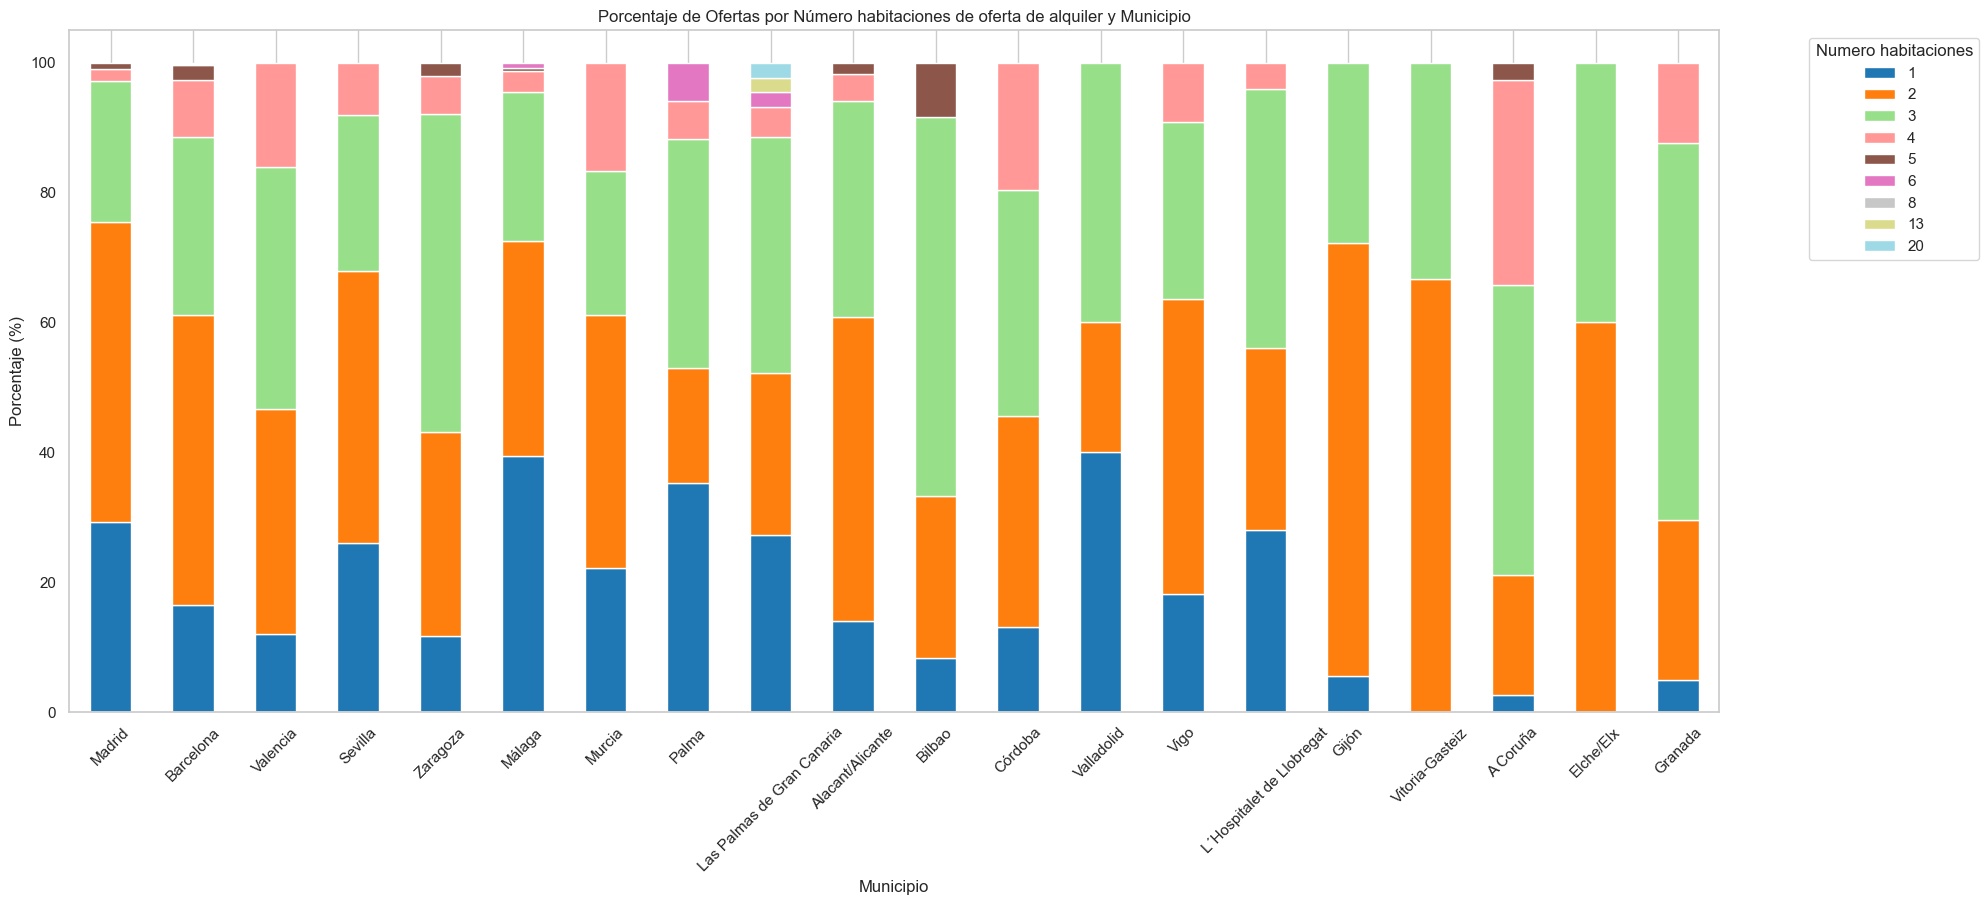 Porcentaje de Ofertas por Número habitaciones de oferta de alquiler y Municipio
Porcentaje (%)
100
80
60
40
20
0
Madrid
Barcelona
Valencia
Sevilla
Zaragoza
Málaga
Murcia
Palma
Las Palmas de Gran Canaria
Alacant/Alicante
Bilbao
Córdoba
Valladolid
Vigo
L´Hospitalet de Llobregat
Gijón
Vitoria-Gasteiz
A Coruña
Elche/Elx
Granada
Municipio
Numero habitaciones
1
2
3
4
5
6
8
13
20